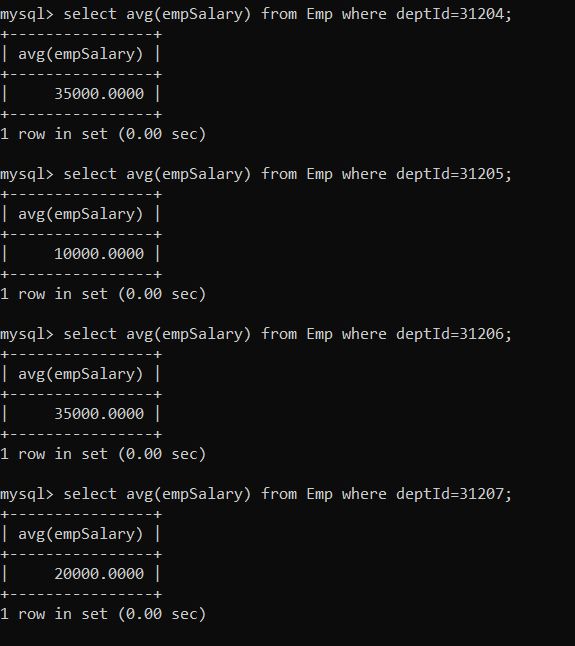 mysql> select avg(empSalary) from Emp where deptId=31204;
+----------------+
| avg(empSalary) |
+----------------+
|     35000.0000 |
+----------------+
1 row in set (0.00 sec)

mysql> select avg(empSalary) from Emp where deptId=31205;
+----------------+
| avg(empSalary) |
+----------------+
|     10000.0000 |
+----------------+
1 row in set (0.00 sec)

mysql> select avg(empSalary) from Emp where deptId=31206;
+----------------+
| avg(empSalary) |
+----------------+
|     35000.0000 |
+----------------+
1 row in set (0.00 sec)

mysql> select avg(empSalary) from Emp where deptId=31207;
+----------------+
| avg(empSalary) |
+----------------+
|     20000.0000 |
+----------------+
1 row in set (0.00 sec)